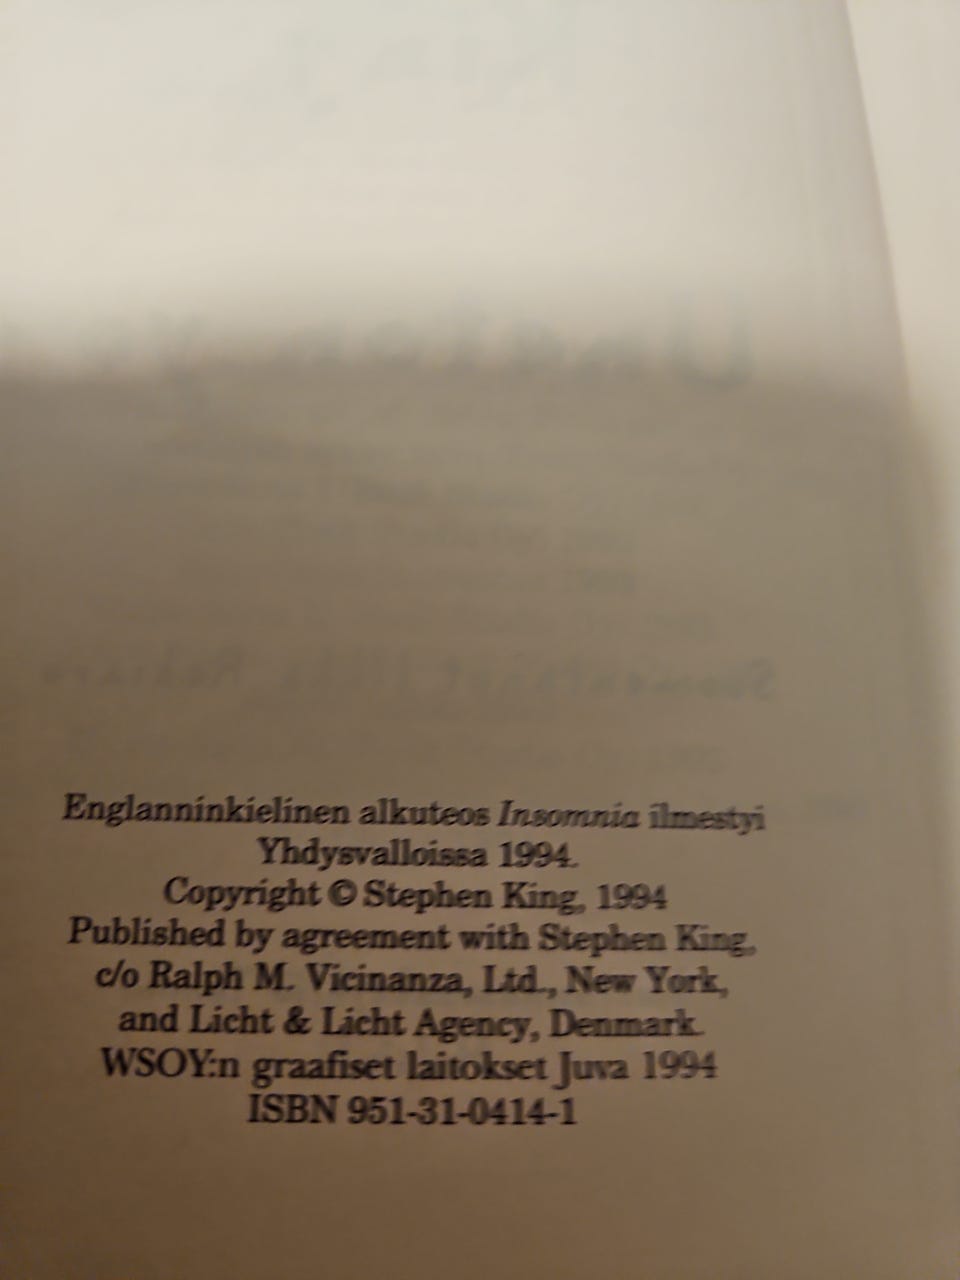 Englanninkielinen alkuteos Insomnia ilmestyi
Yhdysvalloissa 1994.
Copyright © Stephen King, 1994
Published by agreement with Stephen King,
c/o Ralph M. Vicinanza, Ltd., New York,
and Licht & Licht Agency, Denmark.
WSOY:n graafiset laitokset Juva 1994
ISBN 951-31-0414-1